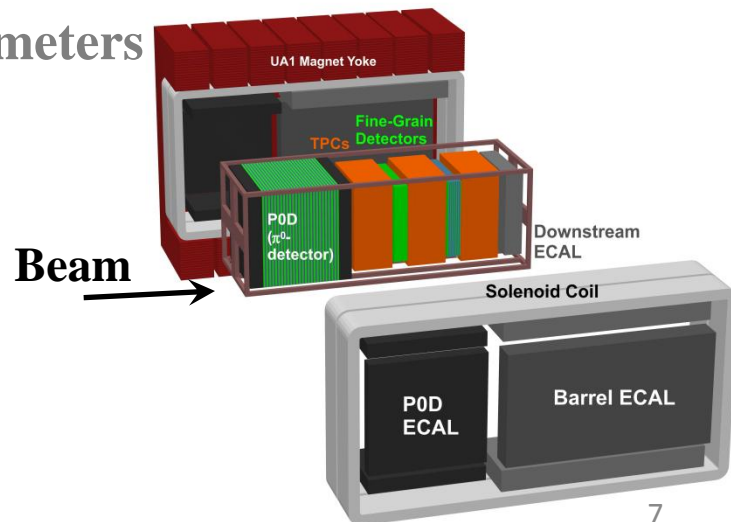 meters
UA1 Magnet Yoke
Fine-Grain
Detectors
TPCs
P0D
(π⁰-
detector)
Downstream
ECAL
Beam
Solenoid Coil
P0D
ECAL
Barrel ECAL
7